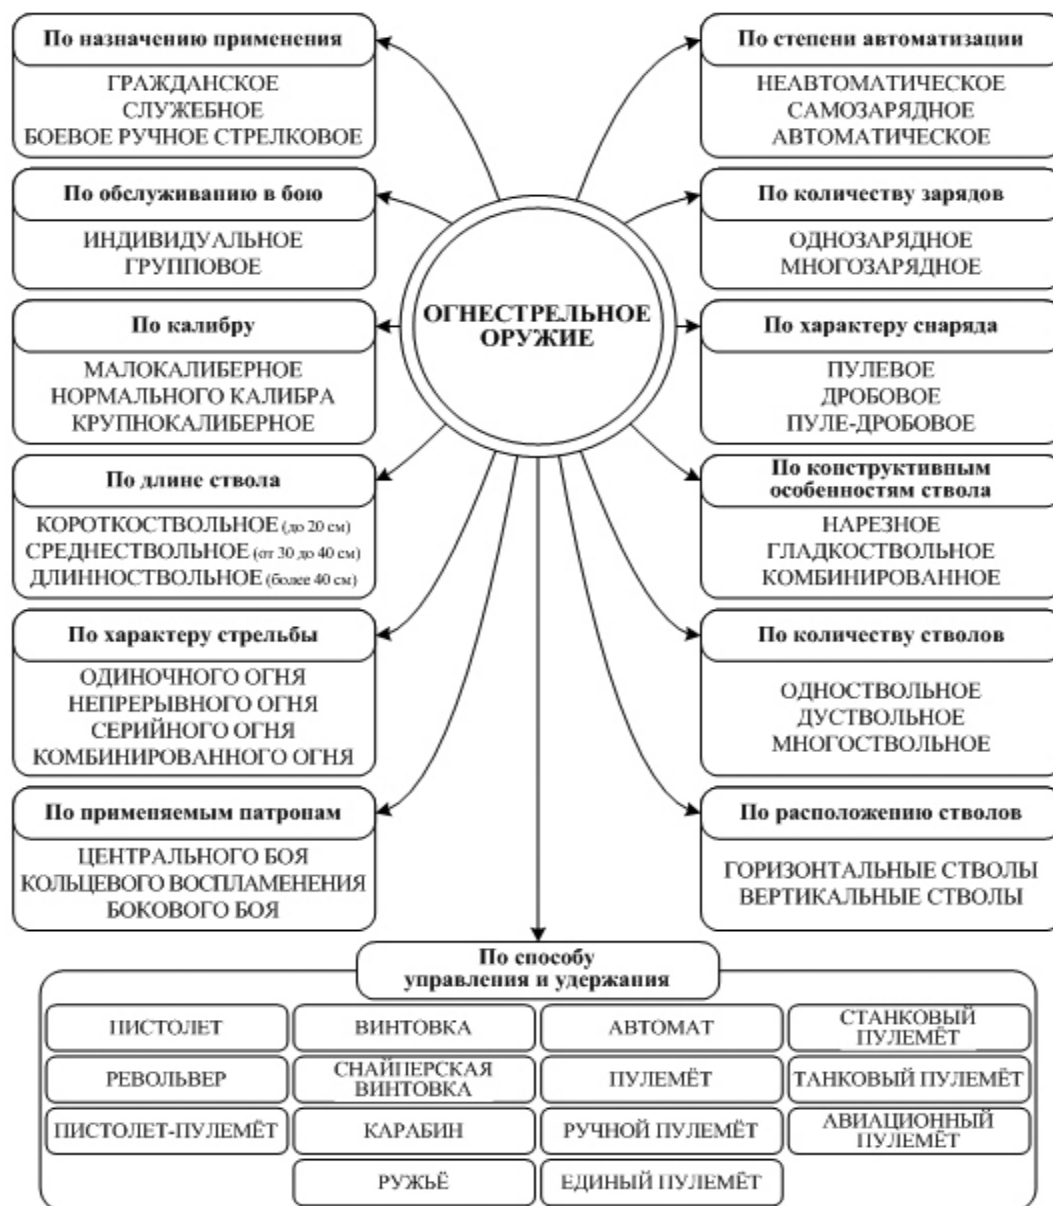 По назначению применения
ГРАЖДАНСКОЕ
СЛУЖЕБНОЕ
БОЕВОЕ РУЧНОЕ СТРЕЛКОВОЕ
По обслуживанию в бою
ИНДИВИДУАЛЬНОЕ
ГРУППОВОЕ
По калибру
МАЛОКАЛИБЕРНОЕ
НОРМАЛЬНОГО КАЛИБРА
КРУПНОКАЛИБЕРНОЕ
По длине ствола
КОРОТКОСТВОЛЬНОЕ (до 20 см)
СРЕДНЕСТВОЛЬНОЕ (от 30 до 40 см)
ДЛИННОСТВОЛЬНОЕ (более 40 см)
По характеру стрельбы
ОДИНОЧНОГО ОГНЯ
НЕПРЕРЫВНОГО ОГНЯ
СЕРИЙНОГО ОГНЯ
КОМБИНИРОВАННОГО ОГНЯ
По применяемым патронам
ЦЕНТРАЛЬНОГО БОЯ
КОЛЬЦЕВОГО ВОСПЛАМЕНЕНИЯ
БОКОВОГО БОЯ
ОГНЕСТРЕЛЬНОЕ
ОРУЖИЕ
По степени автоматизации
НЕАВТОМАТИЧЕСКОЕ
САМОЗАРЯДНОЕ
АВТОМАТИЧЕСКОЕ
По количеству зарядов
ОДНОЗАРЯДНОЕ
МНОГОЗАРЯДНОЕ
По характеру снаряда
ПУЛЕВОЕ
ДРОБОВОЕ
ПУЛЕ-ДРОБОВОЕ
По конструктивным
особенностям ствола
НАРЕЗНОЕ
ГЛАДКОСТВОЛЬНОЕ
КОМБИНИРОВАННОЕ
По количеству стволов
ОДНОСТВОЛЬНОЕ
ДУСТВОЛЬНОЕ
МНОГОСТВОЛЬНОЕ
По расположению стволов
ГОРИЗОНТАЛЬНЫЕ СТВОЛЫ
ВЕРТИКАЛЬНЫЕ СТВОЛЫ
По способу
управления и удержания
ПИСТОЛЕТ
РЕВОЛЬВЕР
ПИСТОЛЕТ-ПУЛЕМЁТ
ВИНТОВКА
СНАЙПЕРСКАЯ
ВИНТОВКА
КАРАБИН
РУЖЬЁ
АВТОМАТ
ПУЛЕМЁТ
РУЧНОЙ ПУЛЕМЁТ
ЕДИНЫЙ ПУЛЕМЁТ
СТАНКОВЫЙ
ПУЛЕМЁТ
ТАНКОВЫЙ ПУЛЕМЁТ
АВИАЦИОННЫЙ
ПУЛЕМЁТ